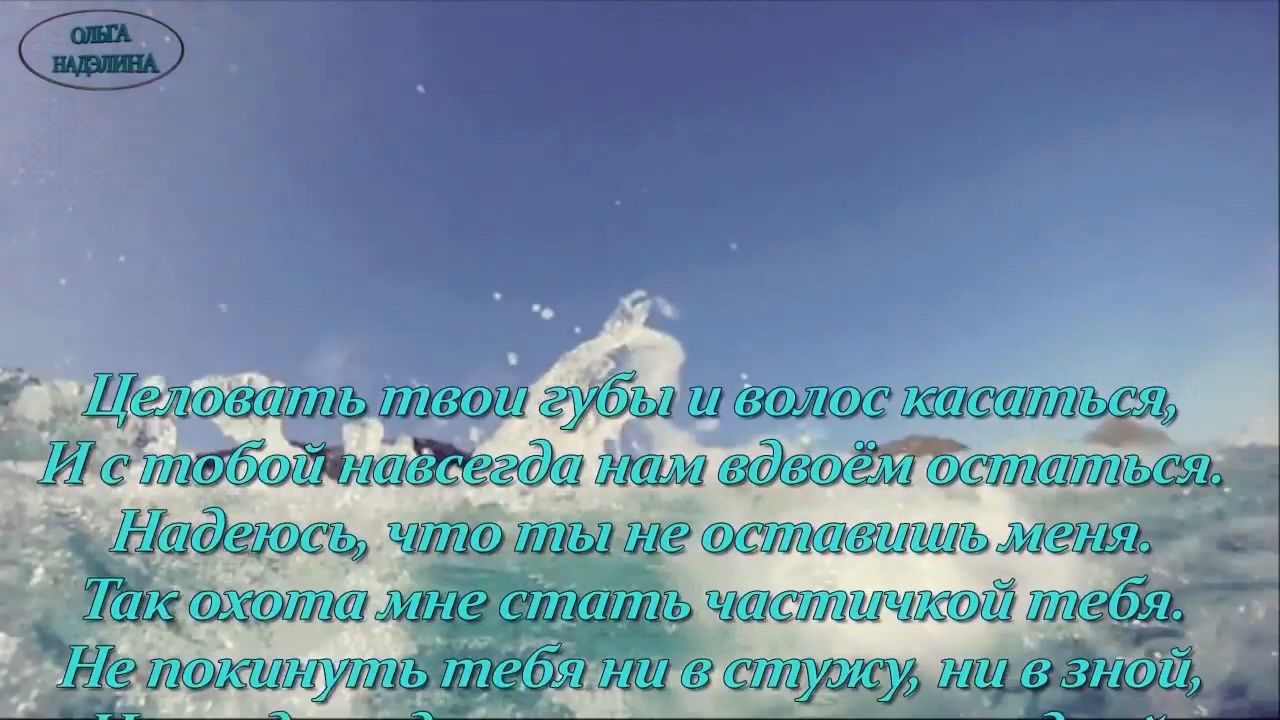 ОЛЬГА
НАДЭЛИНА
Целовать твои губы и волос касаться,
И с тобой навсегда нам вдвоём остаться.
Надеюсь, что ты не оставишь меня.
Так охота мне стать частичкой тебя.
Не покинуть тебя ни в стужу, ни в зной,